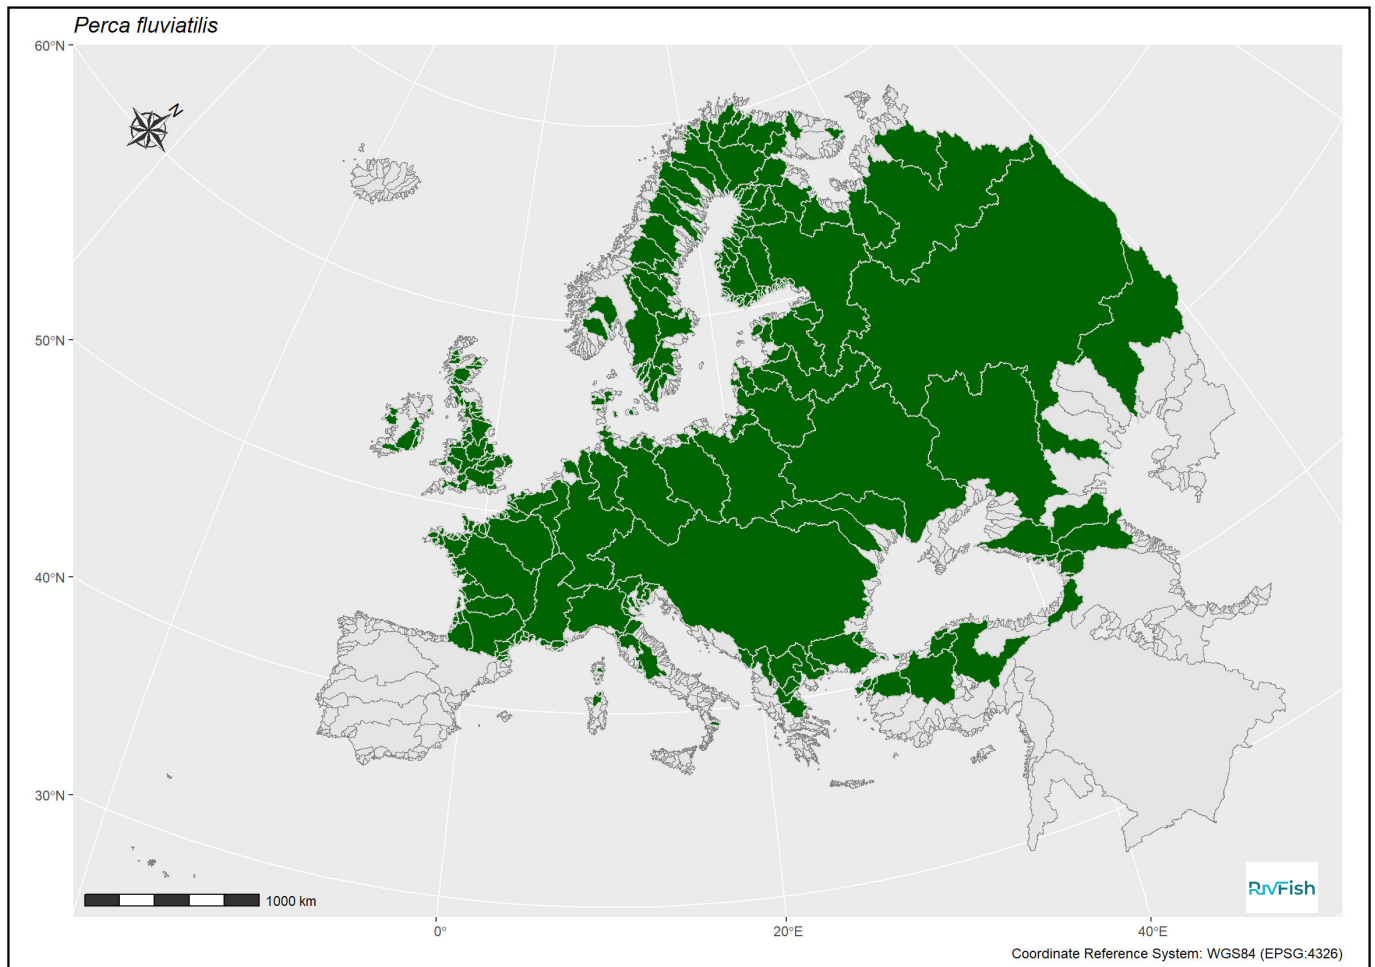 Perca fluviatilis
60°N
N
50°N
40°N
30°N
1000 km
RIVFish
0°
20°E
40°E
Coordinate Reference System: WGS84 (EPSG:4326)